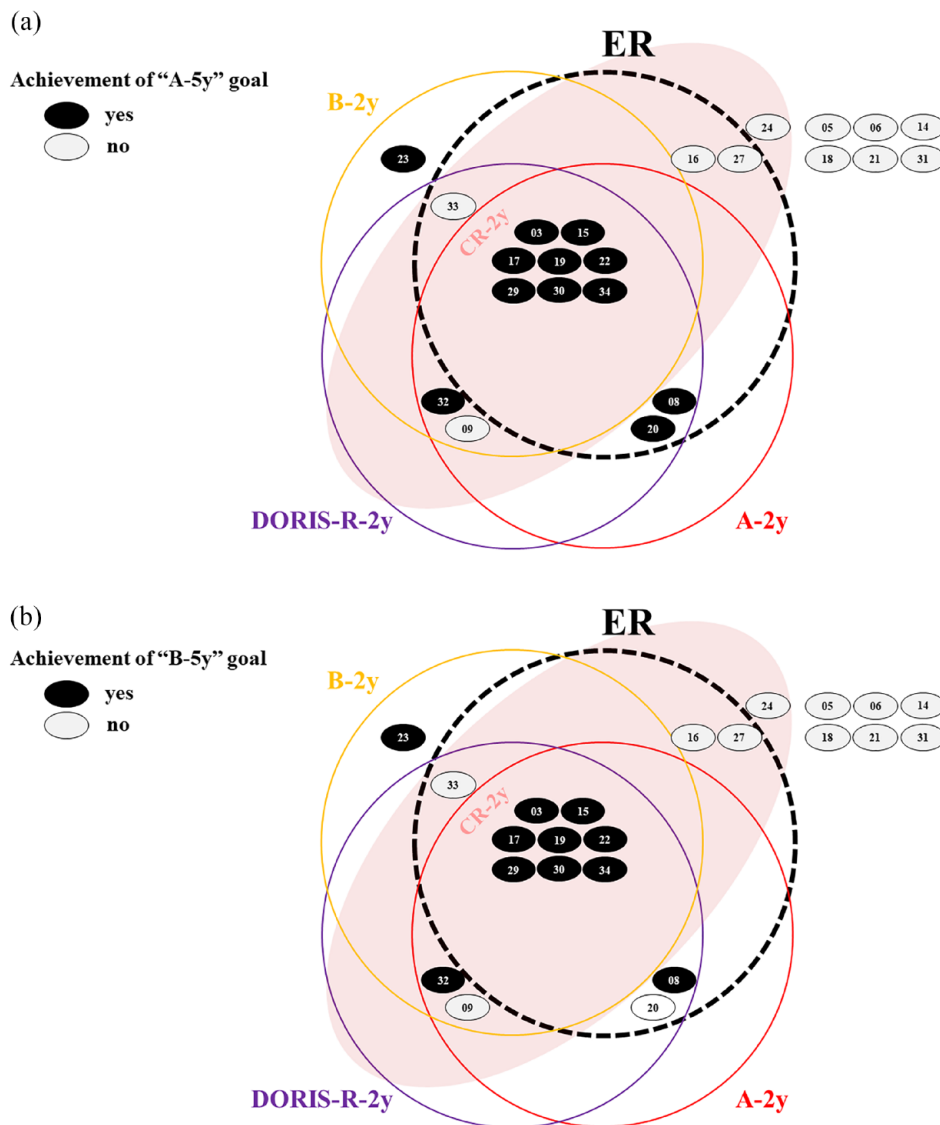 (a)
ER
Achievement of “A-5y” goal
yes
no
B-2y
24 05 06 14
23 16 27 18 21 31
33
CR-2y
03 15
17 19 22
29 30 34
32 08
09 20
DORIS-R-2y
A-2y
(b)
ER
Achievement of “B-5y” goal
yes
no
B-2y
24 05 06 14
23 16 27 18 21 31
33
CR-2y
03 15
17 19 22
29 30 34
32 08
09 20
DORIS-R-2y
A-2y